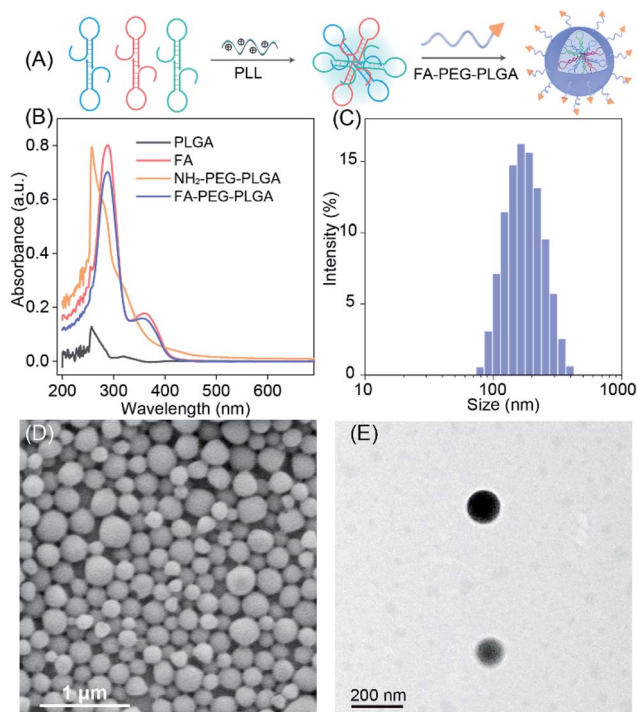 (A)
PLL
FA-PEG-PLGA
(B)
PLGA
FA
NH₂-PEG-PLGA
FA-PEG-PLGA
Absorbance (a.u.)
0.8
0.6
0.4
0.2
0.0
200 300 400 500 600
Wavelength (nm)
(C)
Intensity (%)
15
10
5
0
10 100 1000
Size (nm)
(D)
1 μm
(E)
200 nm